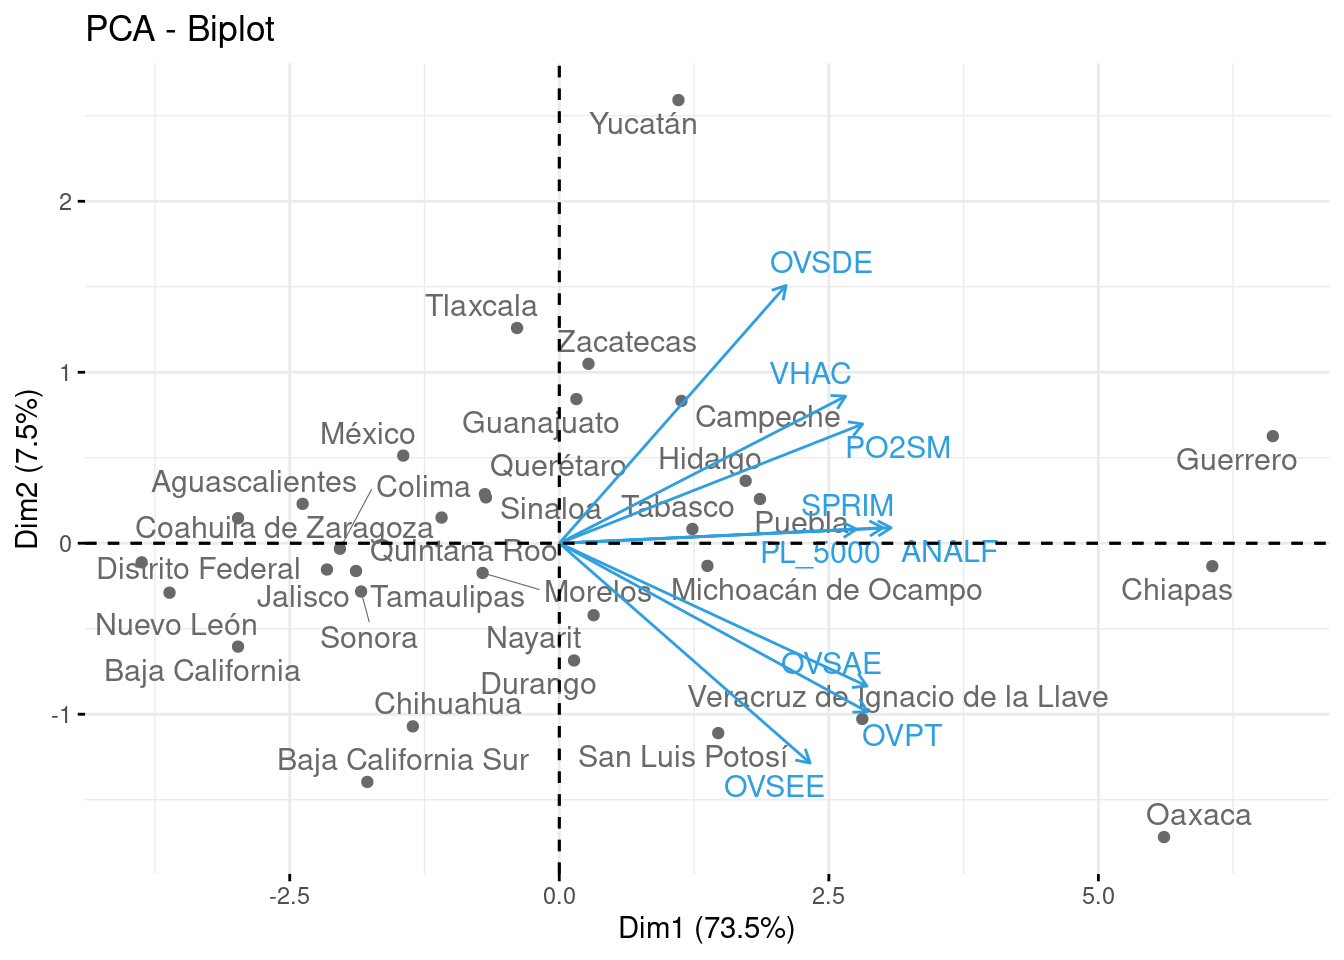 PCA - Biplot
Yucatán
2
OVSDE
Tlaxcala
Zacatecas
1
VHAC
Campeche
Guanajuato
México
PO2SM
Guerrero
Querétaro
Hidalgo
Aguascalientes
Colima
Sinaloa
Tabasco
SPRIM
Puebla
Coahuila de Zaragoza
0
Quintana Roo
PL_5000
ANALF
Distrito Federal
Jalisco
Tamaulipas
Morelos
Michoacán de Ocampo
Chiapas
Nuevo León
Sonora
Nayarit
Baja California
OVSAE
Durango
Chihuahua
Veracruz de Ignacio de la Llave
-1
OVPT
Baja California Sur
San Luis Potosí
OVSEE
Oaxaca
-2.5
0.0
2.5
5.0
Dim1 (73.5%)
Dim2 (7.5%)